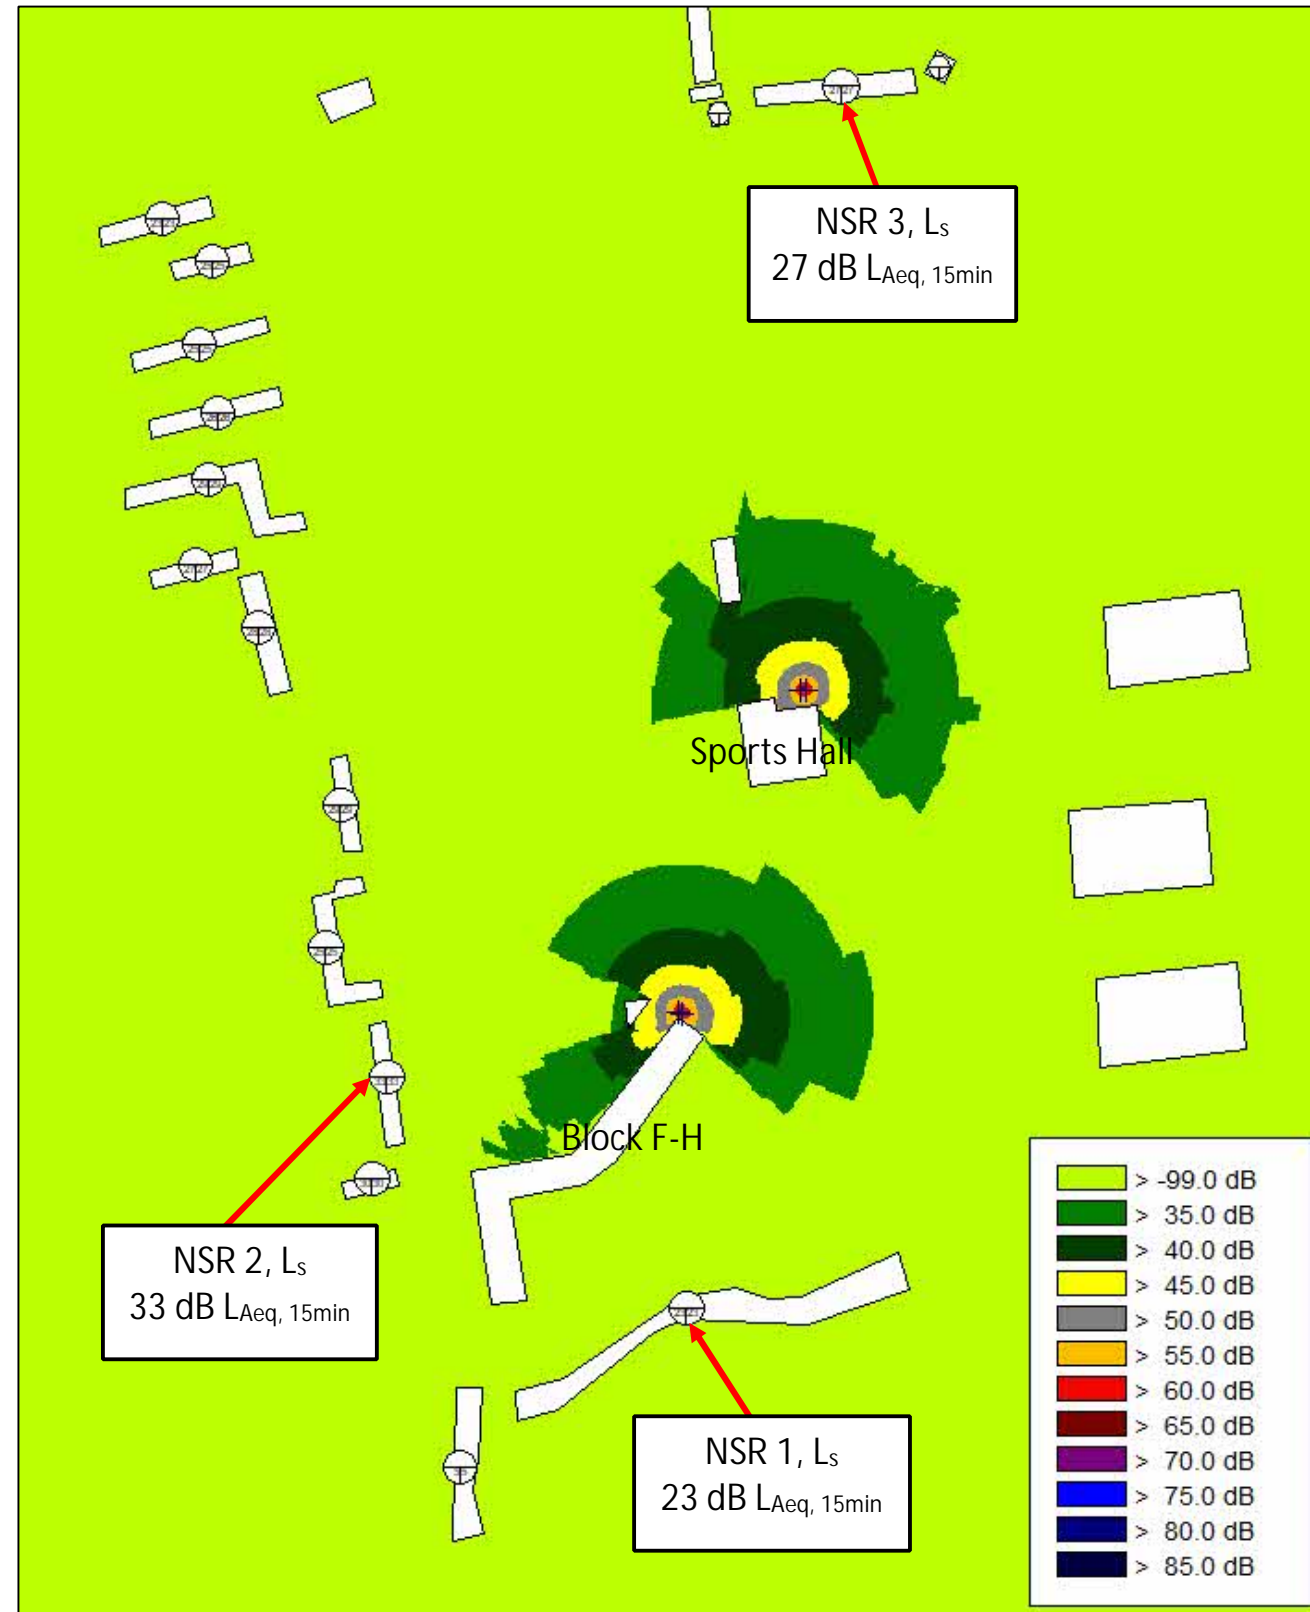 NSR 3, Ls
27 dB LAeq, 15min
Sports Hall
Block F-H
NSR 2, Ls
33 dB LAeq, 15min
NSR 1, Ls
23 dB LAeq, 15min
> -99.0 dB
> 35.0 dB
> 40.0 dB
> 45.0 dB
> 50.0 dB
> 55.0 dB
> 60.0 dB
> 65.0 dB
> 70.0 dB
> 75.0 dB
> 80.0 dB
> 85.0 dB